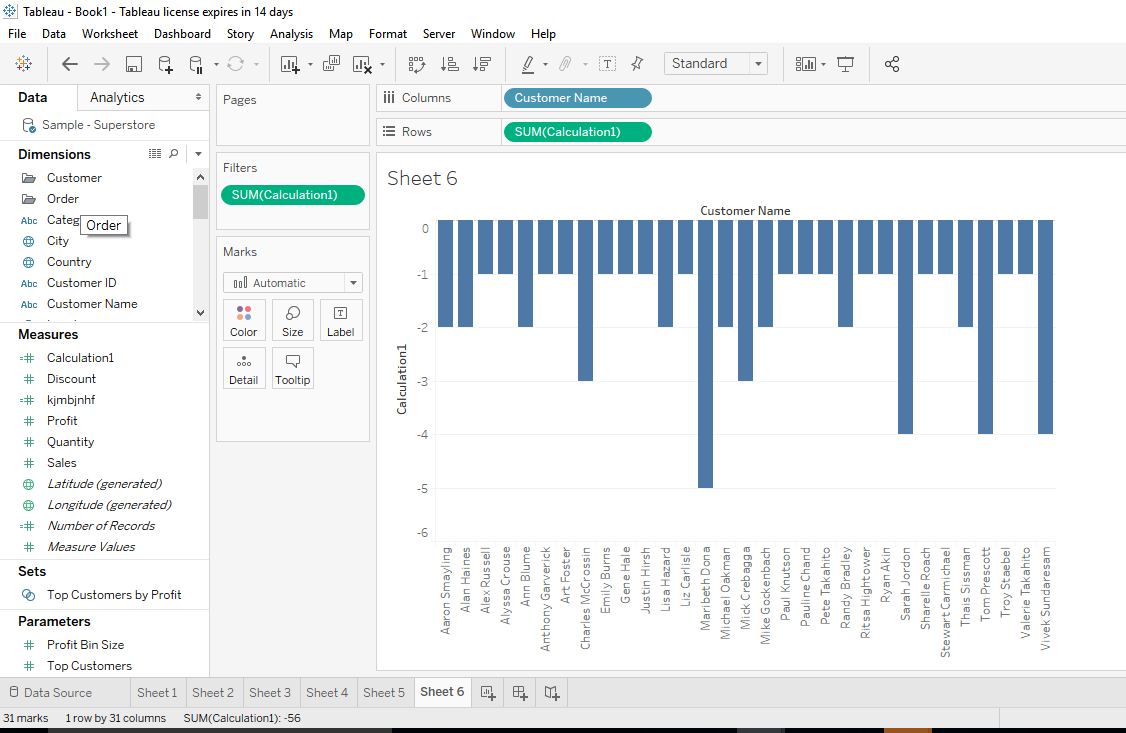 Tableau - Book1 - Tableau license expires in 14 days
File Data Worksheet Dashboard Story Analysis Map Format Server Window Help
Standard
Data Analytics
Sample - Superstore
Dimensions
Customer
Order
Categ
Order
City
Country
Customer ID
Customer Name
Measures
Calculation1
Discount
kjmbjnhf
Profit
Quantity
Sales
Latitude (generated)
Longitude (generated)
Number of Records
Measure Values
Sets
Top Customers by Profit
Parameters
Profit Bin Size
Top Customers
Pages
Filters
SUM(Calculation1)
Marks
Automatic
Color Size Label
Detail Tooltip
Columns Customer Name
Rows SUM(Calculation1)
Sheet 6
Customer Name
Calculation1
0
-1
-2
-3
-4
-5
-6
Aaron Smayling
Alan Haines
Alex Russell
Alyssa Crouse
Ann Blume
Anthony Garverick
Art Foster
Charles McCrossin
Emily Burns
Gene Hale
Justin Hirsh
Lisa Hazard
Liz Carlisle
Maribeth Dona
Michael Oakman
Mick Crebagga
Mike Gockenbach
Paul Knutson
Pauline Chand
Pete Takahito
Randy Bradley
Ritsa Hightower
Ryan Akin
Sarah Jordon
Sharelle Roach
Stewart Carmichael
Thais Sissman
Tom Prescott
Troy Staebel
Valerie Takahito
Vivek Sundaresam
Data Source Sheet 1 Sheet 2 Sheet 3 Sheet 4 Sheet 5 Sheet 6
31 marks 1 row by 31 columns SUM(Calculation1): -56